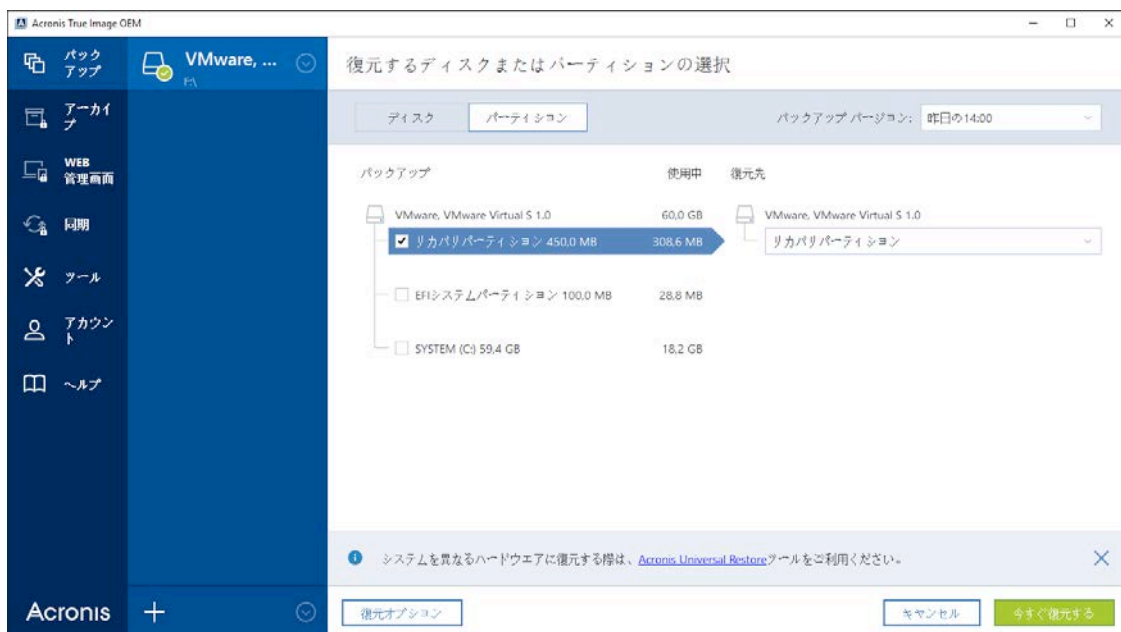 Acronis True Image OEM
バック
アップ
VMware, ...
F:\
復元するディスクまたはパーティションの選択
アーカイ
ブ
ディスク
パーティション
バックアップ バージョン:
昨日の14:00
WEB
管理画面
バックアップ
使用中
復元先
同期
VMware, VMware Virtual S 1.0
60,0 GB
VMware, VMware Virtual S 1.0
リカバリパーティション 450,0 MB
308,6 MB
リカバリパーティション
ツール
EFIシステムパーティション 100,0 MB
28,8 MB
アカウン
ト
SYSTEM (C:) 59,4 GB
18,2 GB
ヘルプ
システムを異なるハードウエアに復元する際は、Acronis Universal Restoreツールをご利用ください。
Acronis
復元オプション
キャンセル
今すぐ復元する